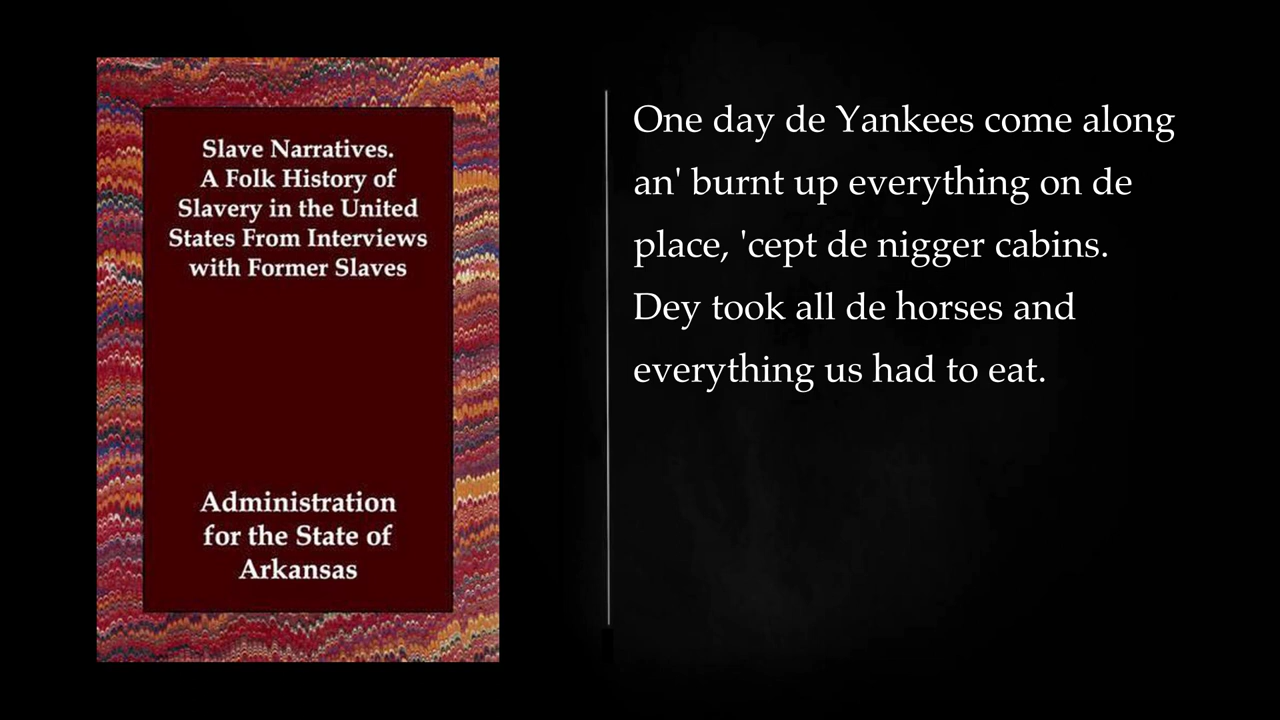 Slave Narratives.
A Folk History of
Slavery in the United
States From Interviews
with Former Slaves
Administration
for the State of
Arkansas
One day de Yankees come along
an' burnt up everything on de
place, 'cept de nigger cabins.
Dey took all de horses and
everything us had to eat.